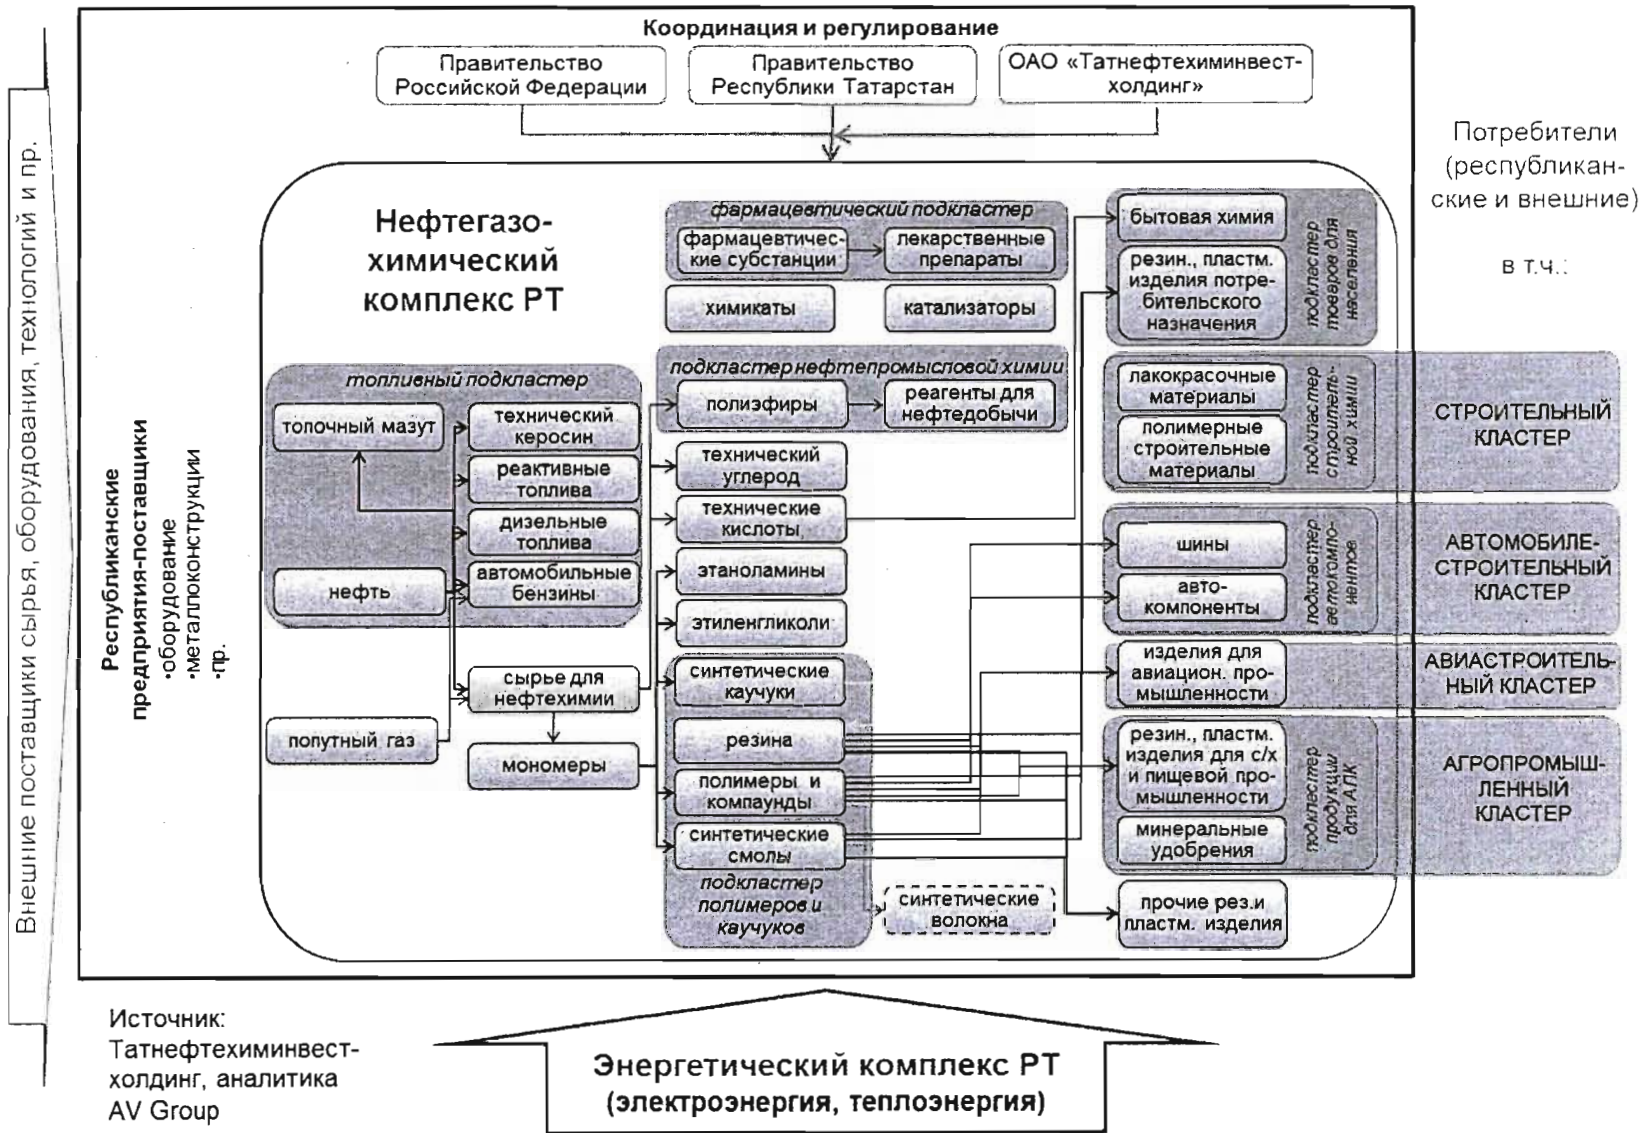 Координация и регулирование
Правительство
Российской Федерации
Правительство
Республики Татарстан
ОАО «Татнефтехиминвест-
холдинг»
Внешние поставщики сырья, оборудования, технологий и пр.
Республиканские
предприятия-поставщики
•оборудование
•металлоконструкции
•пр.
Нефтегазо-
химический
комплекс РТ
топливный подкластер
топочный мазут
нефть
технический
керосин
реактивные
топлива
дизельные
топлива
автомобильные
бензины
попутный газ
сырье для
нефтехимии
мономеры
фармацевтический подкластер
фармацевтичес-
кие субстанции
лекарственные
препараты
химикаты
катализаторы
подкластер нефтепромысловой химии
полиэфиры
реагенты для
нефтедобычи
технический
углерод
технические
кислоты
этаноламины
этиленгликоли
синтетические
каучуки
резина
полимеры и
компаунды
синтетические
смолы
подкластер
полимеров и
каучуков
синтетические
волокна
бытовая химия
резин., пластм.
изделия потре-
бительского
назначения
подкластер
товаров для
населения
лакокрасочные
материалы
полимерные
строительные
материалы
подкластер
строитель-
ной химии
шины
авто-
компоненты
подкластер
автокомпо-
нентов
изделия для
авиацион. про-
мышленности
резин., пластм.
изделия для с/х
и пищевой про-
мышленности
минеральные
удобрения
подкластер
продукции
для АПК
прочие рез.и
пластм. изделия
Потребители
(республикан-
ские и внешние)
в т.ч.:
СТРОИТЕЛЬНЫЙ
КЛАСТЕР
АВТОМОБИЛЕ-
СТРОИТЕЛЬНЫЙ
КЛАСТЕР
АВИАСТРОИТЕЛЬ-
НЫЙ КЛАСТЕР
АГРОПРОМЫШ-
ЛЕННЫЙ
КЛАСТЕР
Источник:
Татнефтехиминвест-
холдинг, аналитика
AV Group
Энергетический комплекс РТ
(электроэнергия, теплоэнергия)